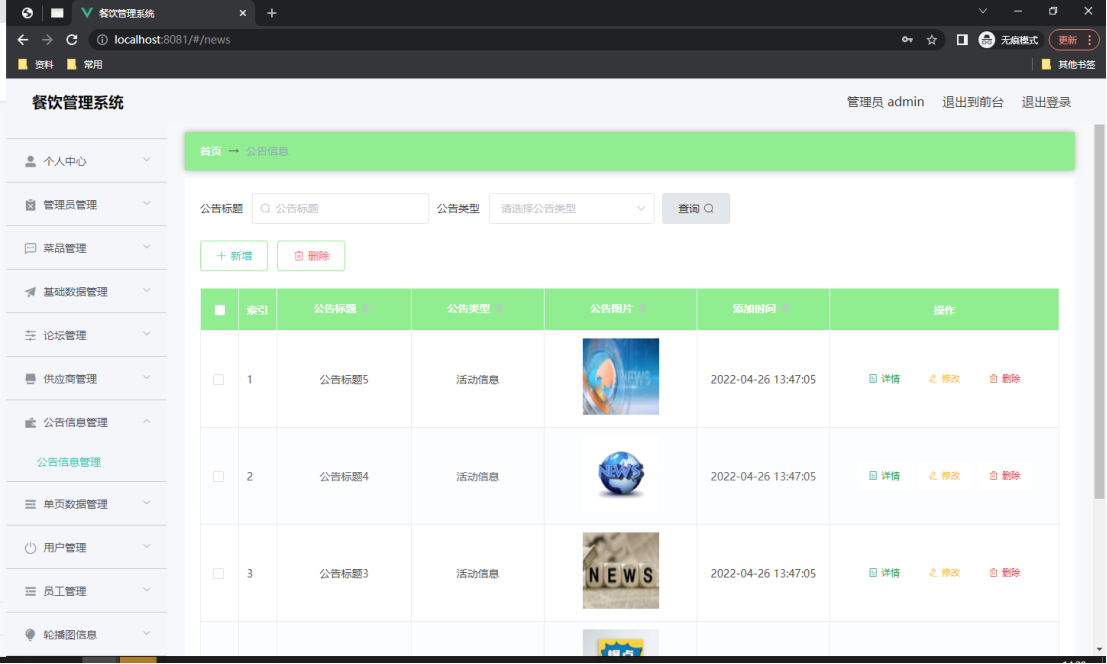 餐饮管理系统
localhost:8081/#/news
无痕模式
更新
资料
常用
其他书签
餐饮管理系统
管理员 admin
退出到前台
退出登录
个人中心
管理员管理
菜品管理
基础数据管理
论坛管理
供应商管理
公告信息管理
公告信息管理
单页数据管理
用户管理
员工管理
轮播图信息
首页 → 公告信息
公告标题 公告标题 公告类型 请选择公告类型 查询
新增 删除
索引 公告标题 公告类型 公告图片 添加时间 操作
NEWS
1 公告标题5 活动信息 2022-04-26 13:47:05 详情 修改 删除
NEWS
2 公告标题4 活动信息 2022-04-26 13:47:05 详情 修改 删除
3 公告标题3 活动信息 2022-04-26 13:47:05 详情 修改 删除
NEWS